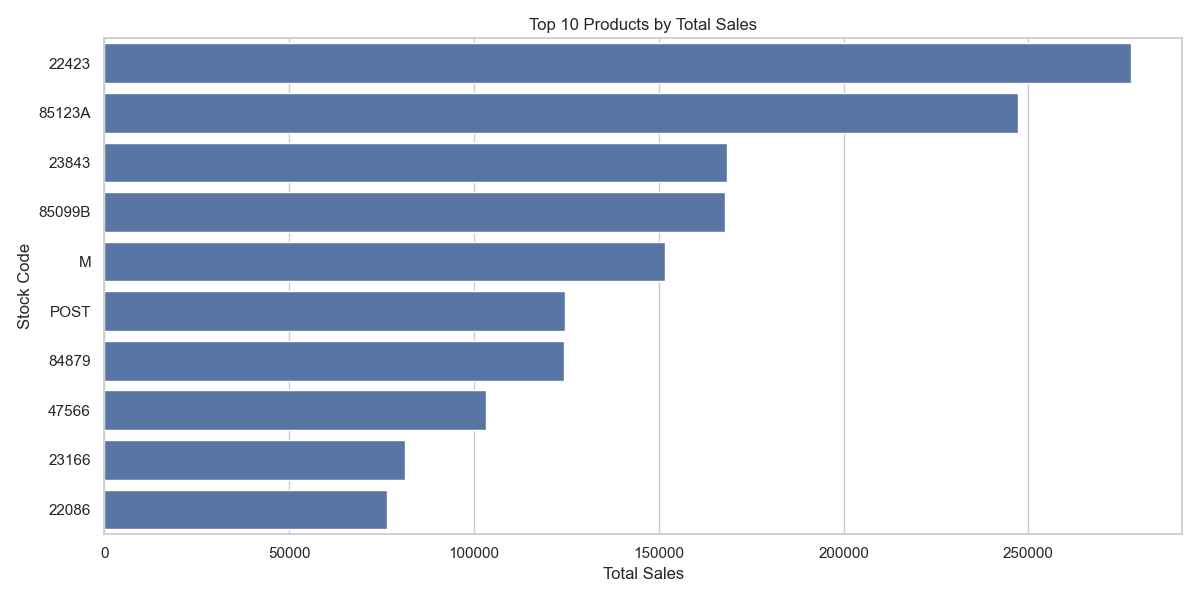 Top 10 Products by Total Sales
Stock Code
22423
85123A
23843
85099B
M
POST
84879
47566
23166
22086
0 50000 100000 150000 200000 250000
Total Sales